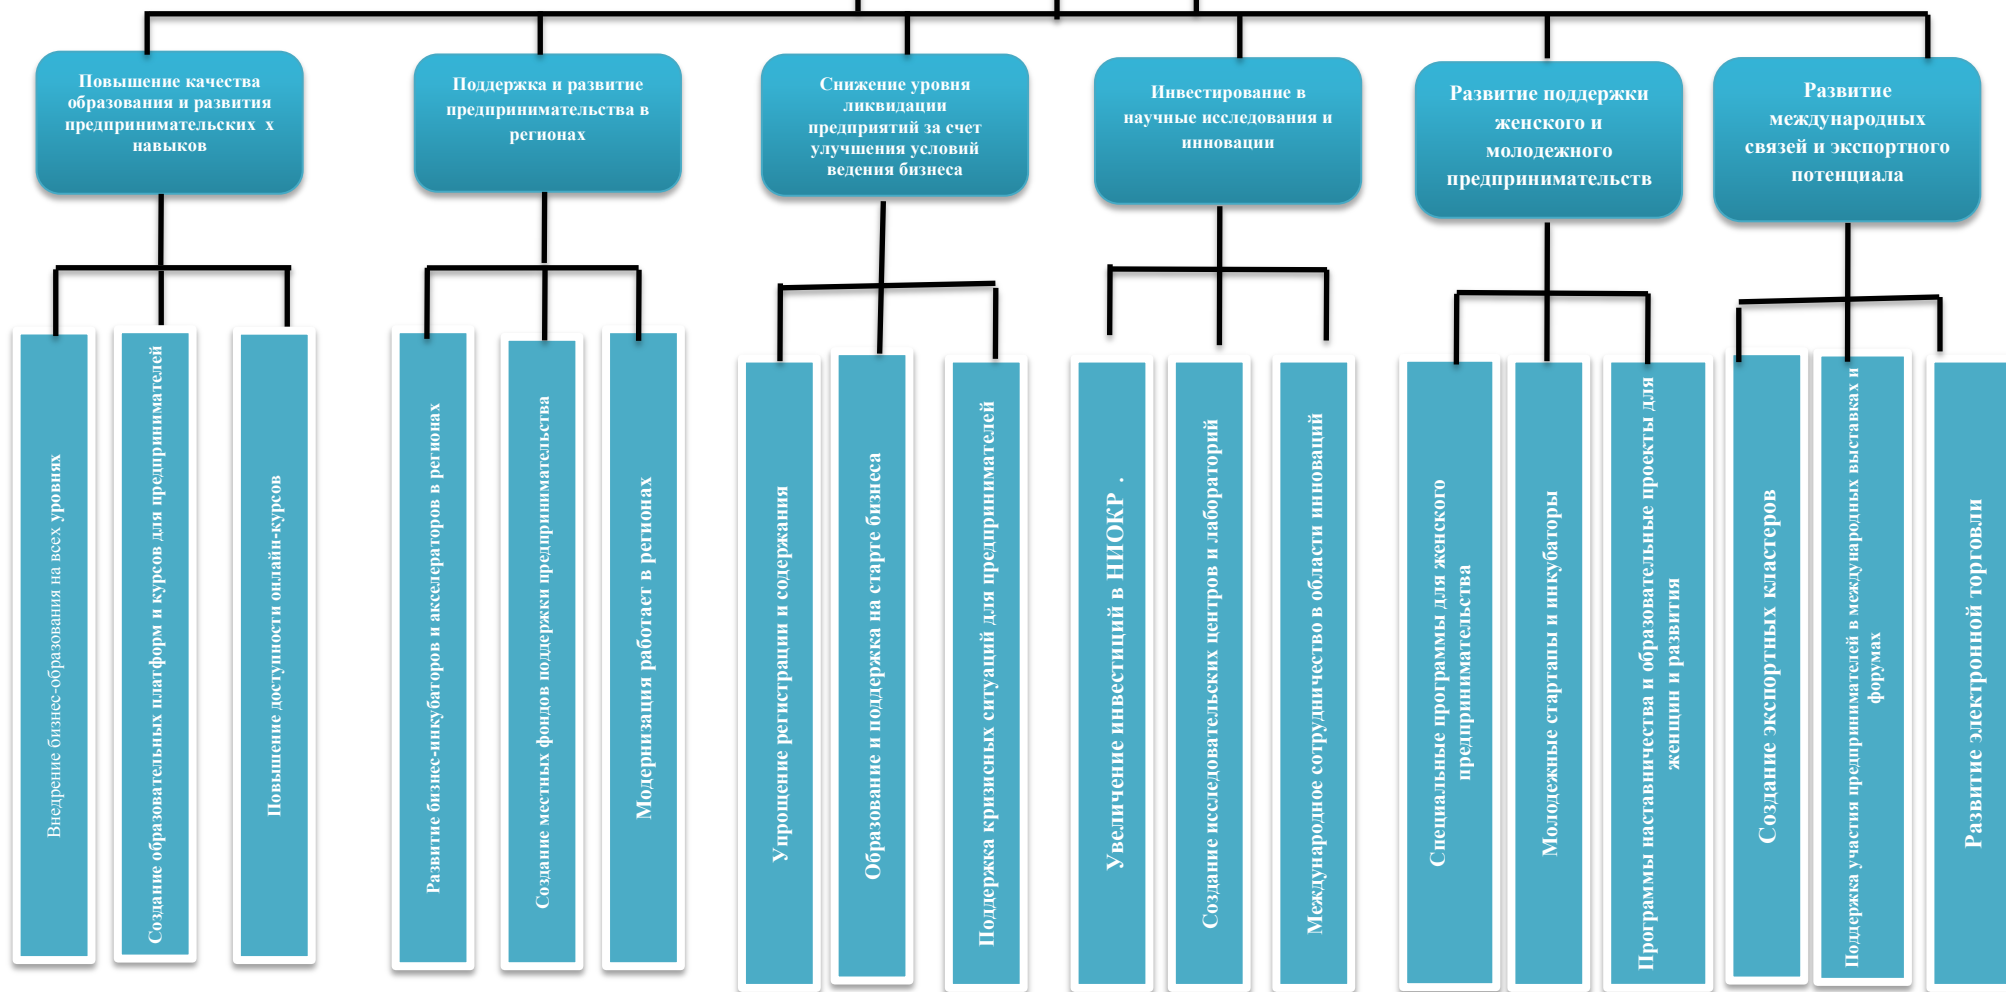 Повышение качества
образования и развития
предпринимательских х
навыков
Поддержка и развитие
предпринимательства в
регионах
Снижение уровня
ликвидации
предприятий за счет
улучшения условий
ведения бизнеса
Инвестирование в
научные исследования и
инновации
Развитие поддержки
женского и
молодежного
предпринимательств
Развитие
международных
связей и экспортного
потенциала
Внедрение бизнес-образования на всех уровнях
Создание образовательных платформ и курсов для предпринимателей
Повышение доступности онлайн-курсов
Развитие бизнес-инкубаторов и акселераторов в регионах
Создание местных фондов поддержки предпринимательства
Модернизация работает в регионах
Упрощение регистрации и содержания
Образование и поддержка на старте бизнеса
Поддержка кризисных ситуаций для предпринимателей
Увеличение инвестиций в НИОКР .
Создание исследовательских центров и лабораторий
Международное сотрудничество в области инноваций
Специальные программы для женского
предпринимательства
Молодежные стартапы и инкубаторы
Программы наставничества и образовательные проекты для
женщин и развития
Создание экспортных кластеров
Поддержка участия предпринимателей в международных выставках и
форумах
Развитие электронной торговли